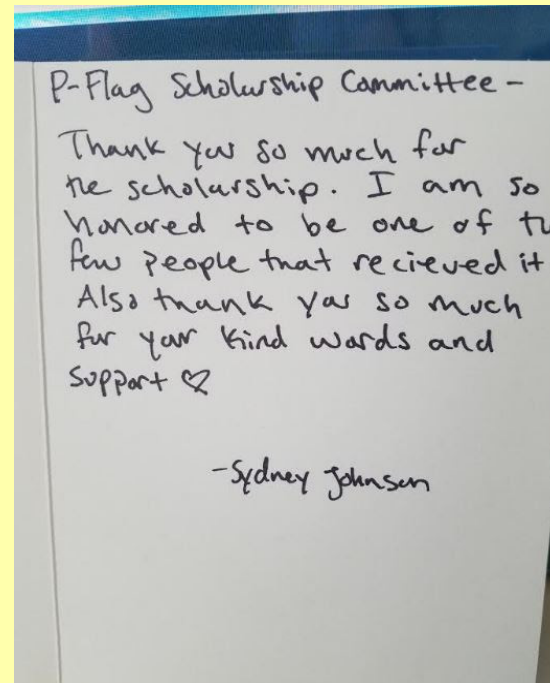 P-Flag Scholarship Committee -
Thank you so much for
the scholarship. I am so
honored to be one of
few people that recieved it
Also thank you so much
for your kind words and
support ♡
-Sydney Johnson